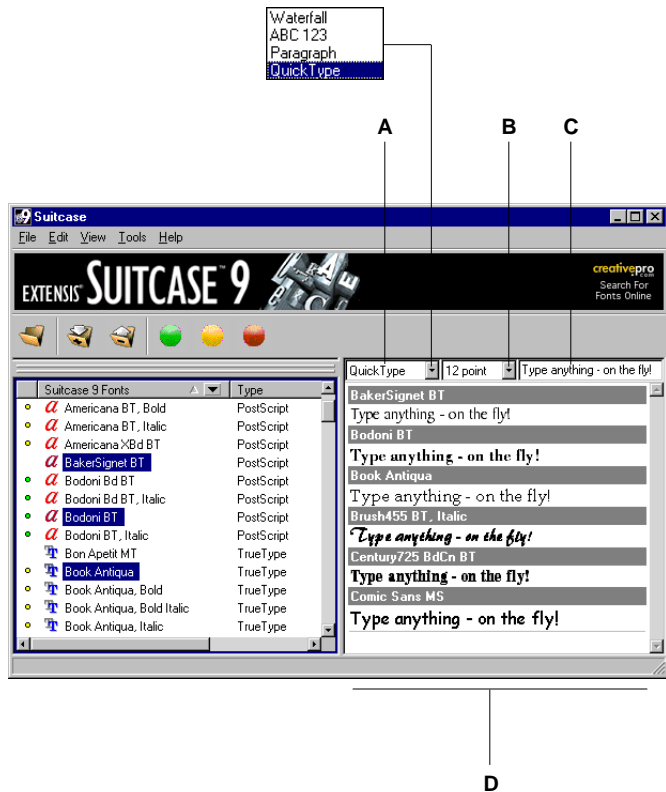 Waterfall
ABC 123
Paragraph
QuickType
A
B
C
9 Suitcase
File Edit View Tools Help
EXTENSIS SUITCASE™ 9
creativepro
.com
Search For
Fonts Online
QuickType 12 point Type anything - on the fly!
Suitcase 9 Fonts Type
Americana BT, Bold PostScript
Americana BT, Italic PostScript
Americana XBd BT PostScript
BakerSignet BT PostScript
Bodoni Bd BT PostScript
Bodoni Bd BT, Italic PostScript
Bodoni BT PostScript
Bodoni BT, Italic PostScript
Bon Apetit MT TrueType
Book Antiqua TrueType
Book Antiqua, Bold TrueType
Book Antiqua, Bold Italic TrueType
Book Antiqua, Italic TrueType
BakerSignet BT
Type anything - on the fly!
Bodoni BT
Type anything - on the fly!
Book Antiqua
Type anything - on the fly!
Brush455 BT, Italic
Type anything - on the fly!
Century725 BdCn BT
Type anything - on the fly!
Comic Sans MS
Type anything - on the fly!
D